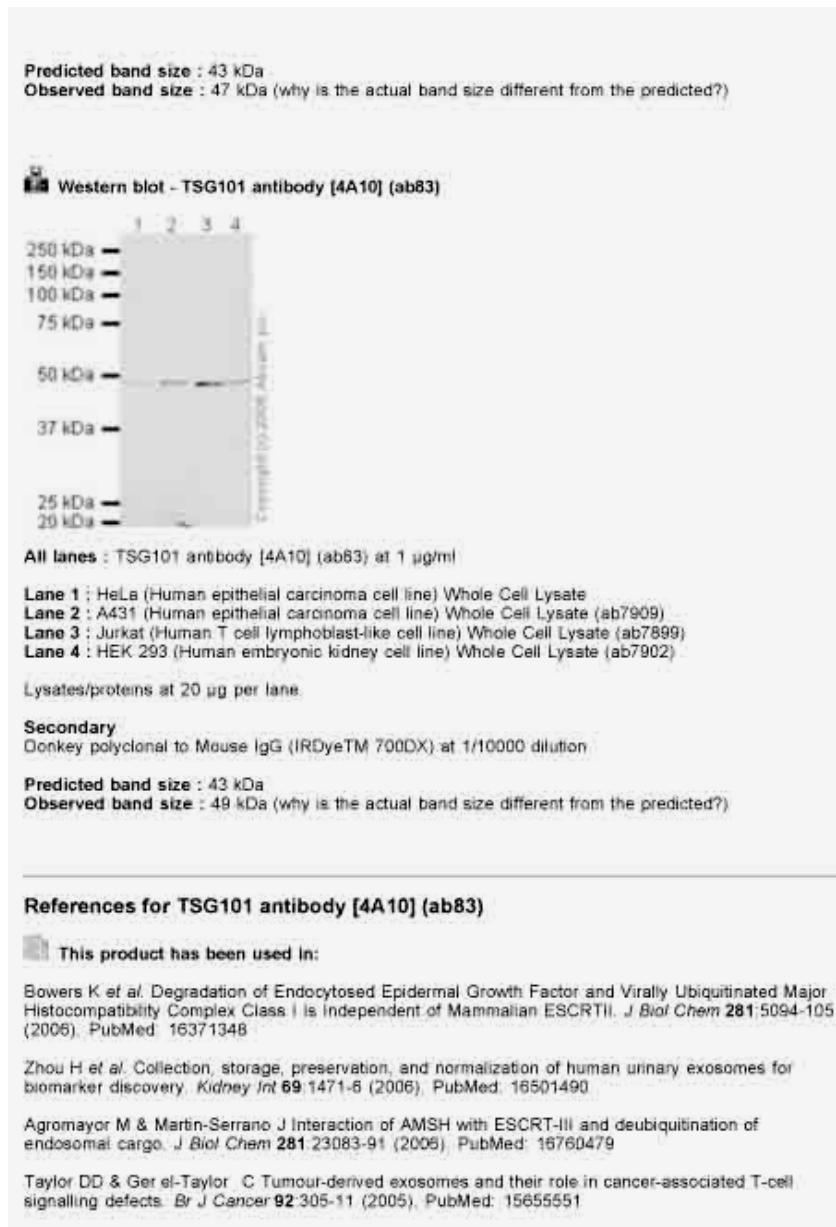 Predicted band size : 43 kDa
Observed band size : 47 kDa (why is the actual band size different from the predicted?)
Western blot - TSG101 antibody [4A10] (ab83)
1 2 3 4
250 kDa
150 kDa
100 kDa
75 kDa
50 kDa
37 kDa
25 kDa
20 kDa
Copyright (c) 2006 Abcam plc
All lanes : TSG101 antibody [4A10] (ab83) at 1 µg/ml
Lane 1 : HeLa (Human epithelial carcinoma cell line) Whole Cell Lysate
Lane 2 : A431 (Human epithelial carcinoma cell line) Whole Cell Lysate (ab7909)
Lane 3 : Jurkat (Human T cell lymphoblast-like cell line) Whole Cell Lysate (ab7899)
Lane 4 : HEK 293 (Human embryonic kidney cell line) Whole Cell Lysate (ab7902)
Lysates/proteins at 20 µg per lane.
Secondary
Donkey polyclonal to Mouse IgG (IRDyeTM 700DX) at 1/10000 dilution
Predicted band size : 43 kDa
Observed band size : 49 kDa (why is the actual band size different from the predicted?)
References for TSG101 antibody [4A10] (ab83)
This product has been used in:
Bowers K et al. Degradation of Endocytosed Epidermal Growth Factor and Virally Ubiquitinated Major
Histocompatibility Complex Class I is Independent of Mammalian ESCRTII. J Biol Chem 281:5094-105
(2006). PubMed: 16371348
Zhou H et al. Collection, storage, preservation, and normalization of human urinary exosomes for
biomarker discovery. Kidney Int 69:1471-6 (2006). PubMed: 16501490
Agromayor M & Martin-Serrano J Interaction of AMSH with ESCRT-III and deubiquitination of
endosomal cargo. J Biol Chem 281:23083-91 (2006). PubMed: 16760479
Taylor DD & Ger el-Taylor C Tumour-derived exosomes and their role in cancer-associated T-cell
signalling defects. Br J Cancer 92:305-11 (2005). PubMed: 15655551